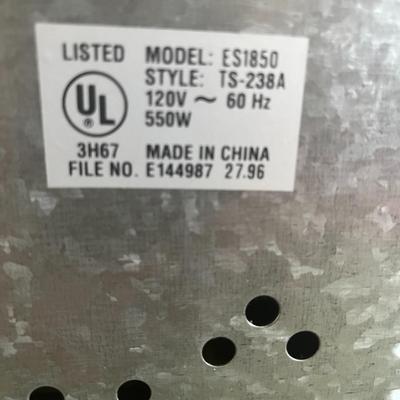 LISTED MODEL: ES1850
STYLE: TS-238A
UL® 120V ~ 60 Hz
550W
3H67 MADE IN CHINA
FILE NO. E144987 27.96